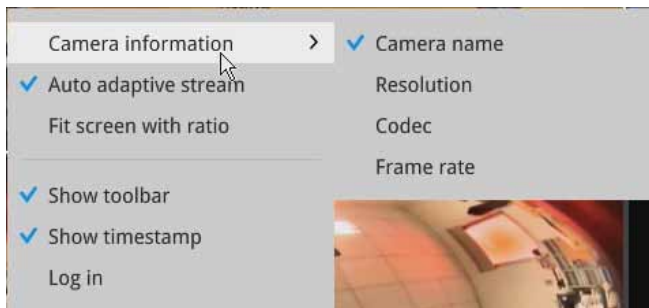 Camera information
Auto adaptive stream
Fit screen with ratio
Show toolbar
Show timestamp
Log in
Camera name
Resolution
Codec
Frame rate